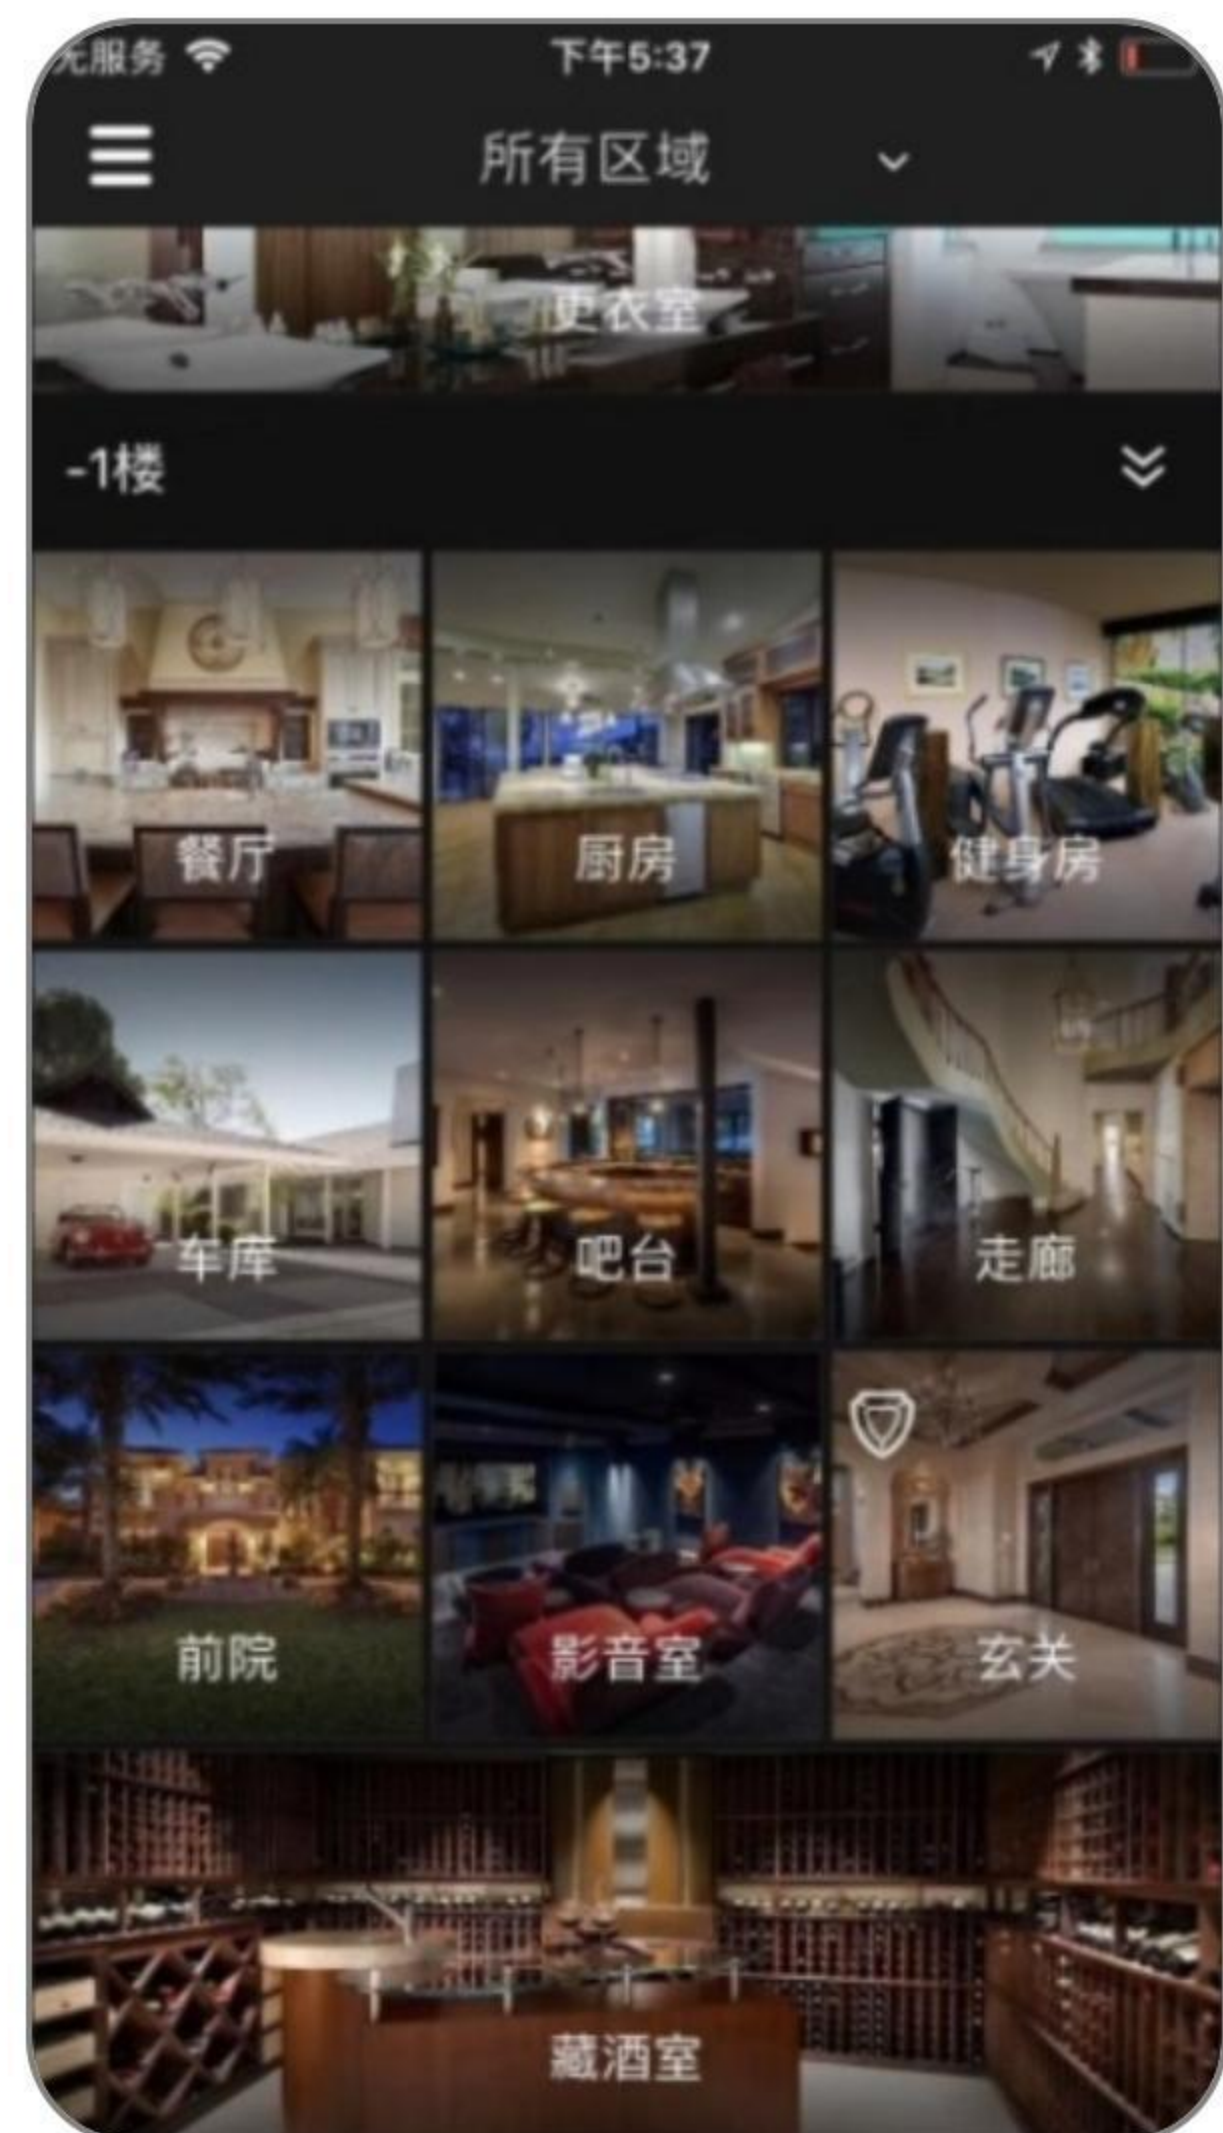 无服务
下午5:37
所有区域
更衣室
-1楼
餐厅
厨房
健身房
车库
吧台
走廊
前院
影音室
玄关
藏酒室